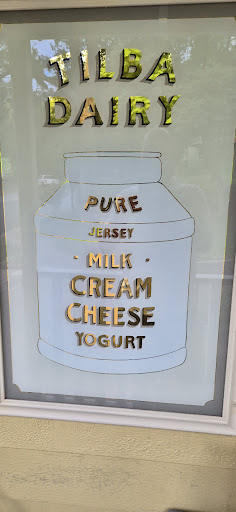 TILBA
DAIRY
PURE
JERSEY
· MILK ·
CREAM
CHEESE
YOGURT